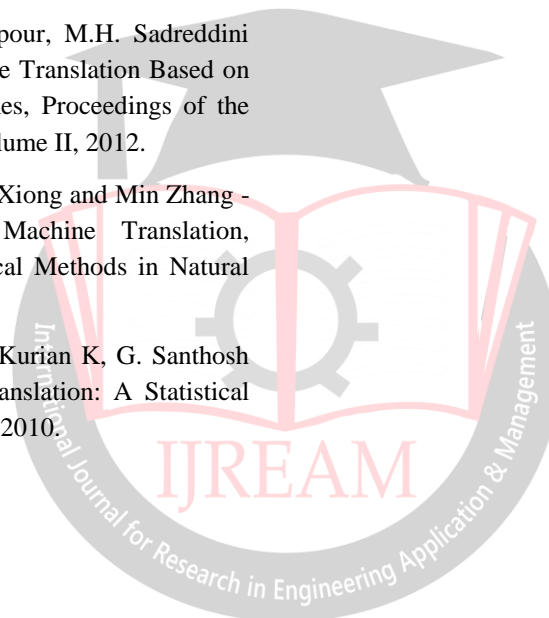 pour, M.H. Sadreddini
e Translation Based on
es, Proceedings of the
lume II, 2012.
Xiong and Min Zhang -
Machine Translation,
cal Methods in Natural
Kurian K, G. Santhosh
anslation: A Statistical
2010.
IJREAM
International Journal for Research in Engineering Application & Management